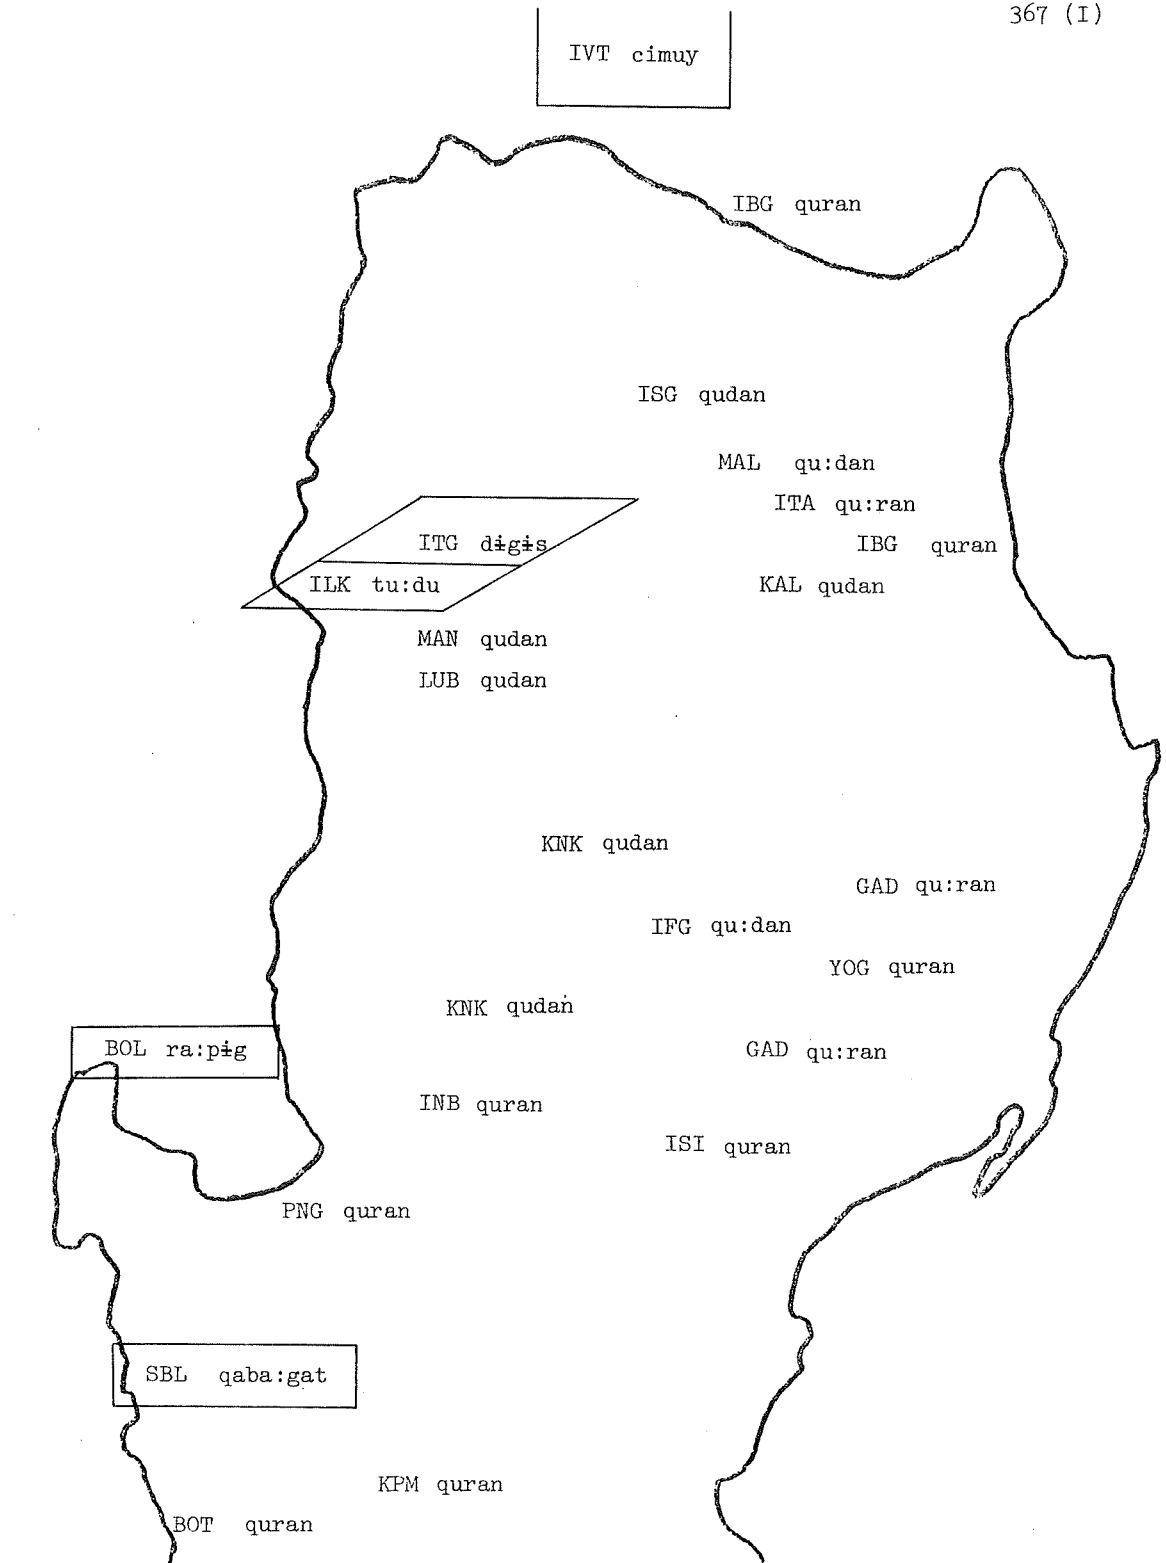 367 (I)
IVT cimuy
IBG quran
ISG qudan
MAL qu:dan
ITA qu:ran
ITG dɨgɨs
IBG quran
ILK tu:du
KAL qudan
MAN qudan
LUB qudan
KNK qudan
GAD qu:ran
IFG qu:dan
YOG quran
KNK qudan
BOL ra:pɨg
GAD qu:ran
INB quran
ISI quran
PNG quran
SBL qaba:gat
KPM quran
BOT quran